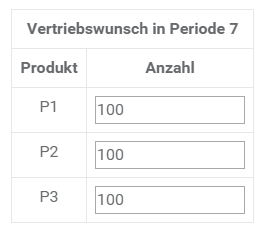 Vertriebswunsch in Periode 7
Produkt Anzahl
P1 100
P2 100
P3 100